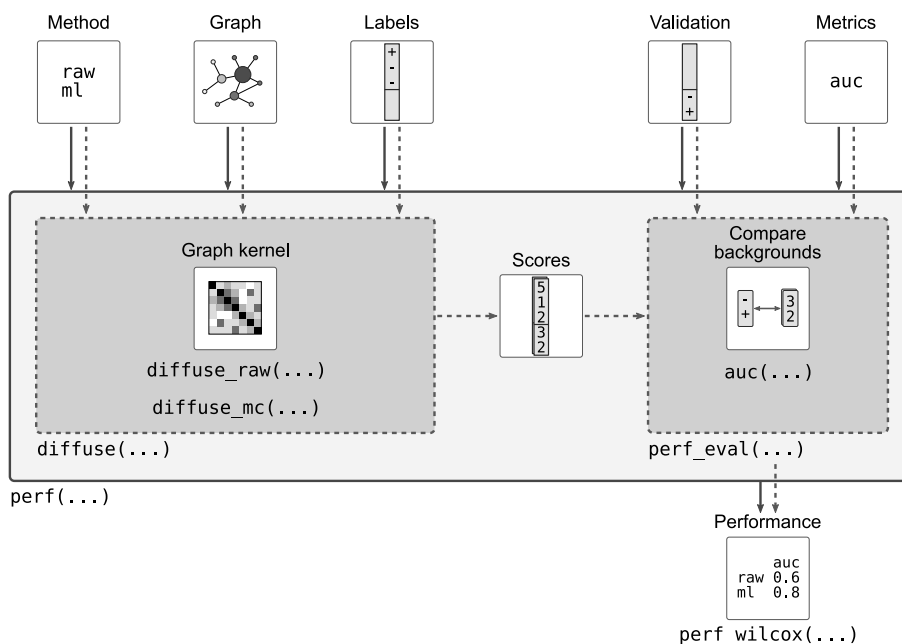 Method
Graph
Labels
Validation
Metrics
raw
ml
+
-
-
-
+
auc
Graph kernel
Scores
Compare
backgrounds
5
1
2
3
2
-
+
3
2
diffuse_raw(...)
diffuse_mc(...)
auc(...)
diffuse(...)
perf_eval(...)
perf(...)
Performance
auc
raw 0.6
ml 0.8
perf_wilcox(...)